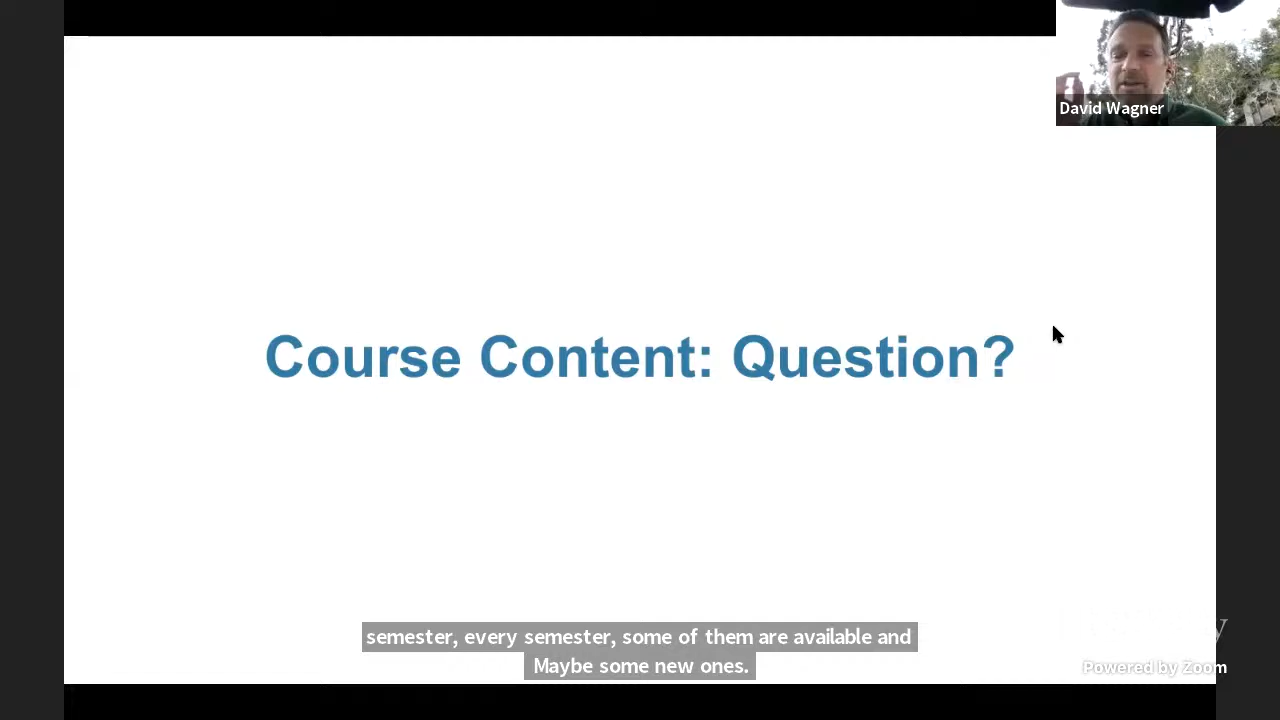 David Wagner
Course Content: Question?
semester, every semester, some of them are available and
Maybe some new ones.
Powered by Zoom